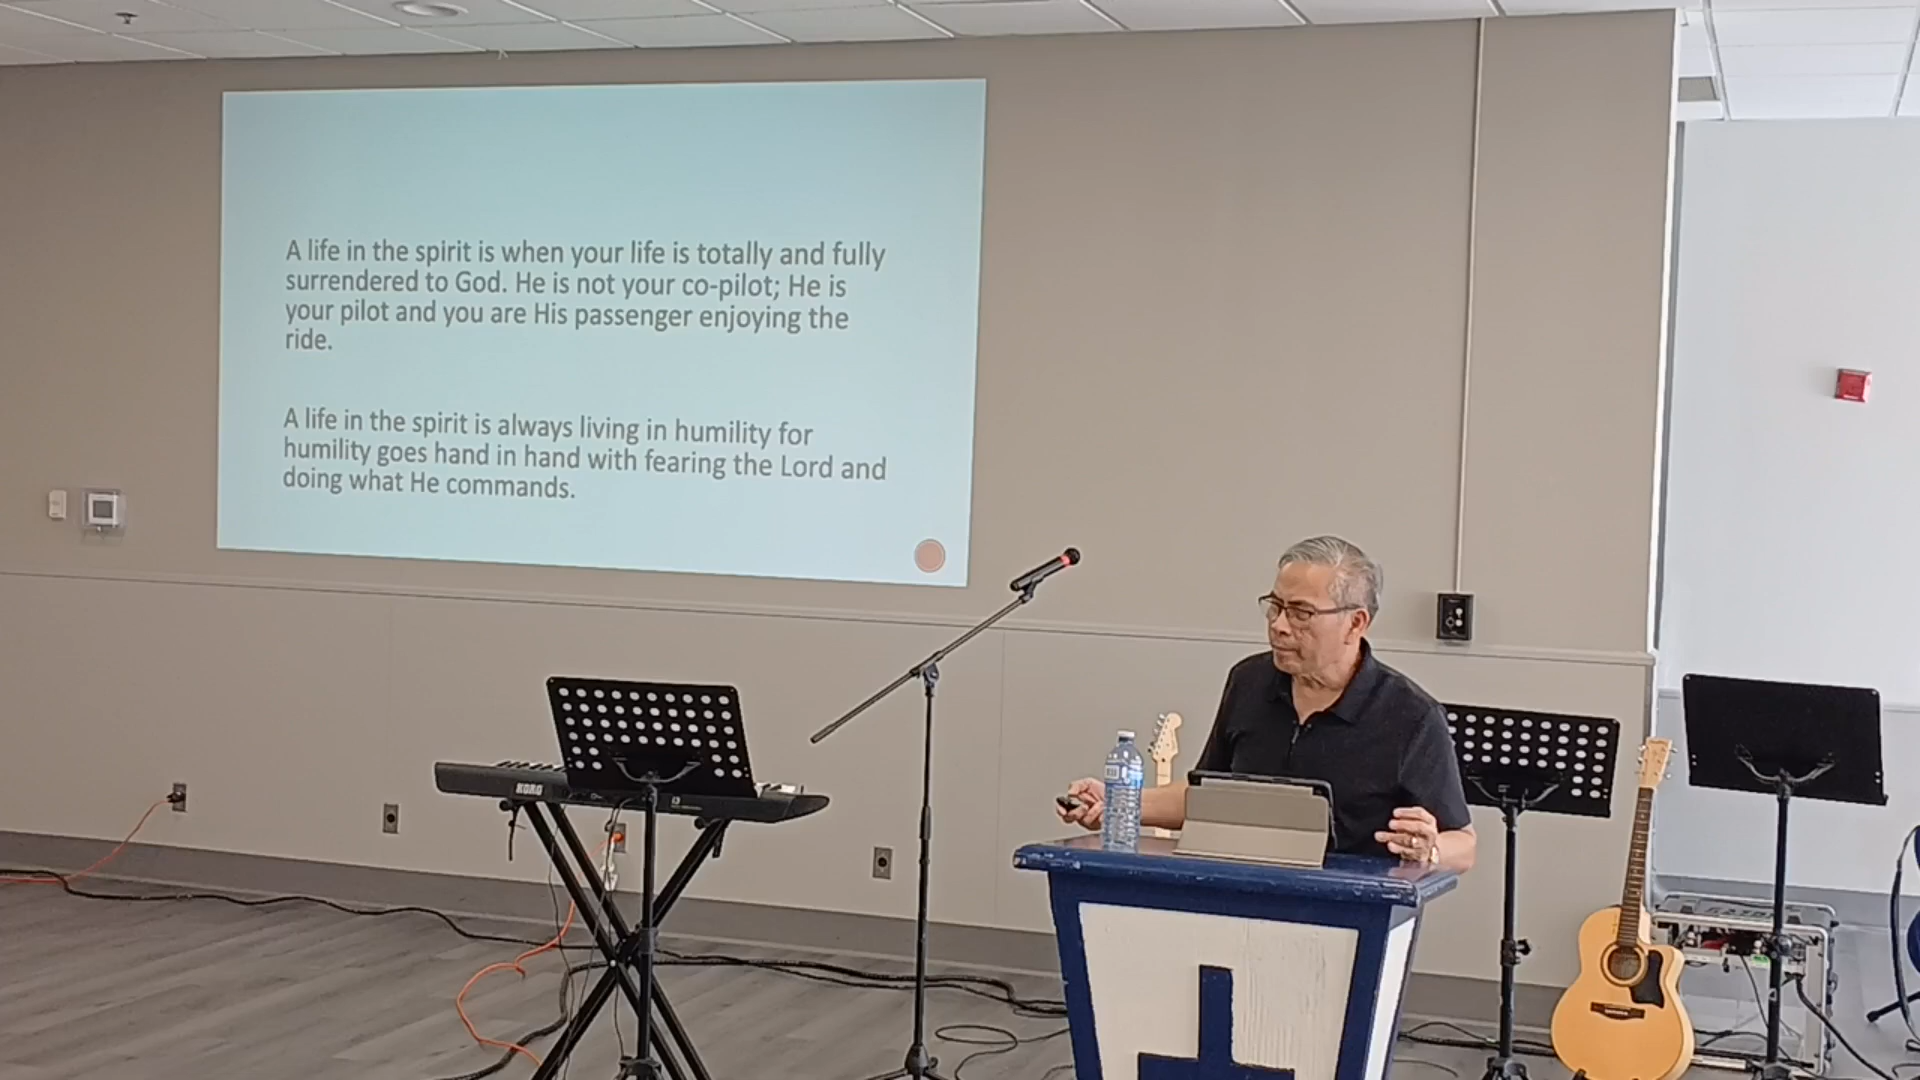 A life in the spirit is when your life is totally and fully
surrendered to God. He is not your co-pilot; He is
your pilot and you are His passenger enjoying the
ride.
A life in the spirit is always living in humility for
humility goes hand in hand with fearing the Lord and
doing what He commands.
KORG